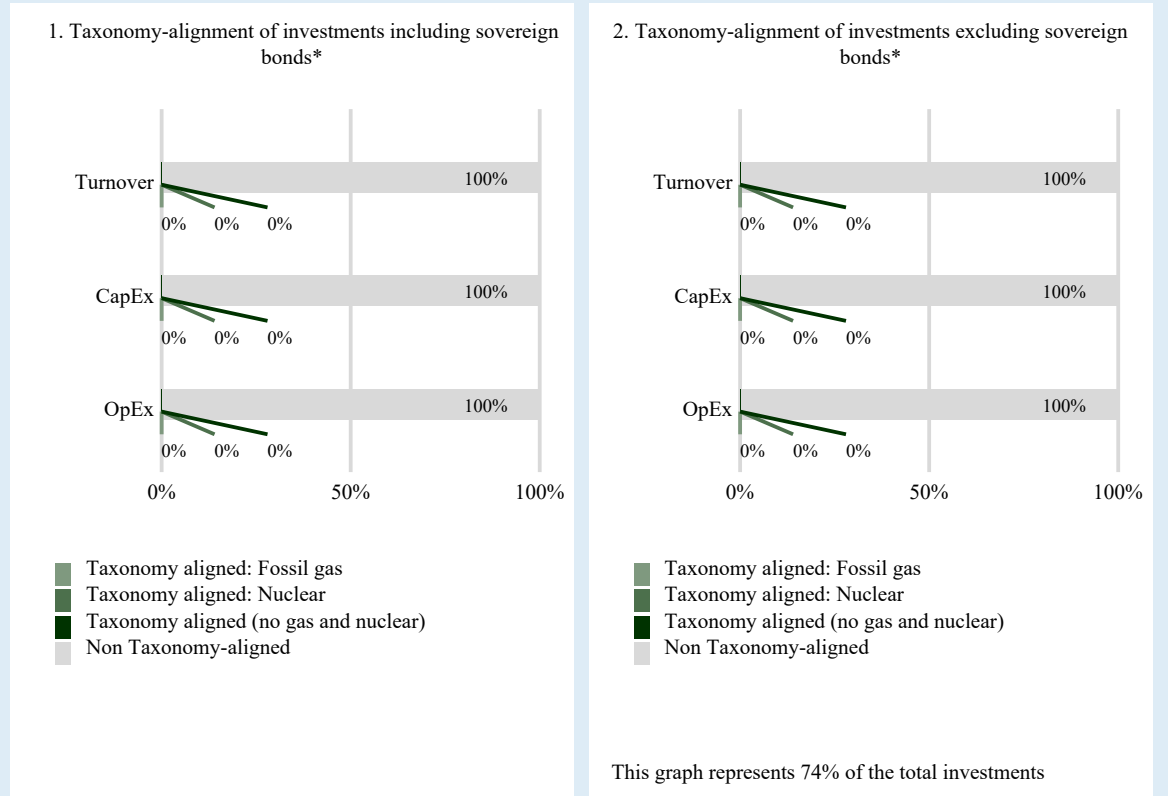 1. Taxonomy-alignment of investments including sovereign
bonds*
Turnover
100%
0% 0% 0%
CapEx
100%
0% 0% 0%
OpEx
100%
0% 0% 0%
0% 50% 100%
Taxonomy aligned: Fossil gas
Taxonomy aligned: Nuclear
Taxonomy aligned (no gas and nuclear)
Non Taxonomy-aligned
2. Taxonomy-alignment of investments excluding sovereign
bonds*
Turnover
100%
0% 0% 0%
CapEx
100%
0% 0% 0%
OpEx
100%
0% 0% 0%
0% 50% 100%
Taxonomy aligned: Fossil gas
Taxonomy aligned: Nuclear
Taxonomy aligned (no gas and nuclear)
Non Taxonomy-aligned
This graph represents 74% of the total investments